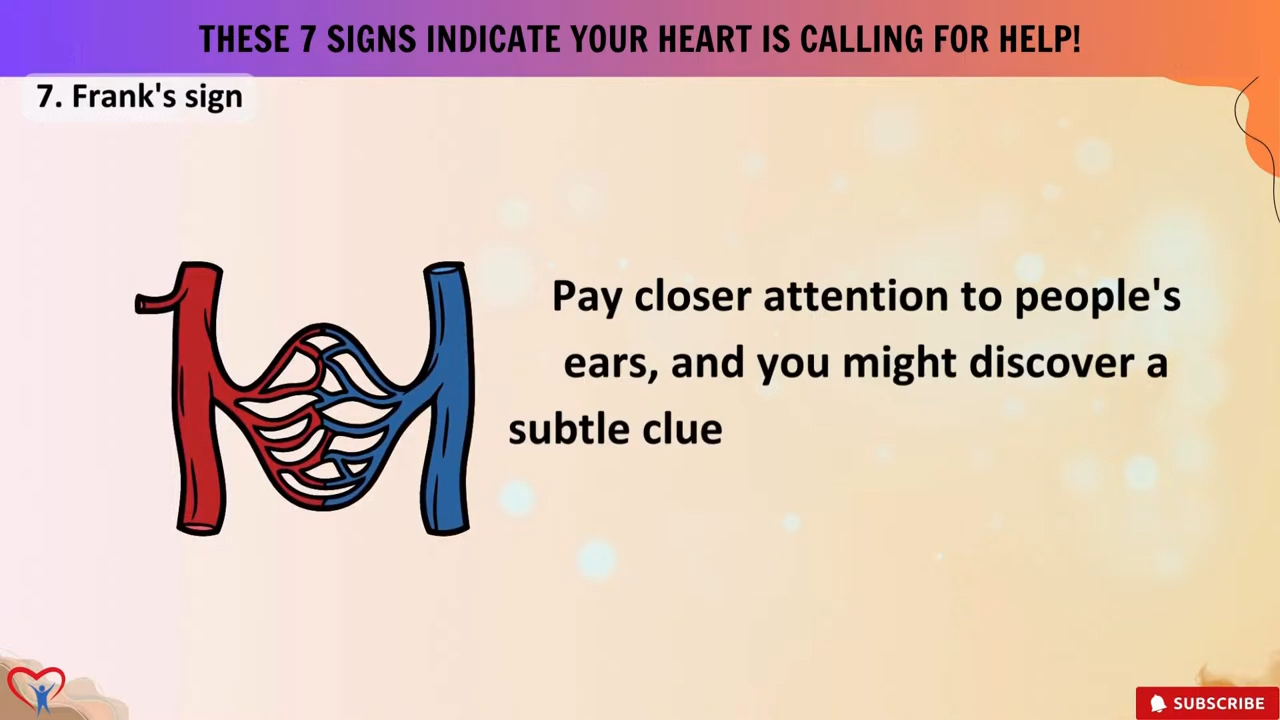 THESE 7 SIGNS INDICATE YOUR HEART IS CALLING FOR HELP!
7. Frank's sign
Pay closer attention to people's
ears, and you might discover a
subtle clue
SUBSCRIBE